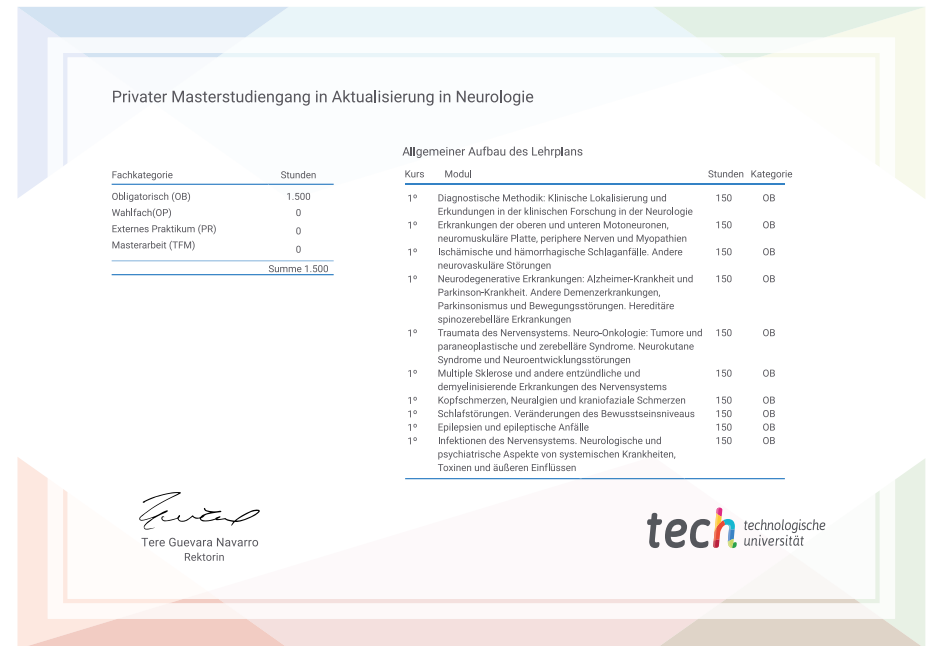 Privater Masterstudiengang in Aktualisierung in Neurologie
Fachkategorie Stunden
Obligatorisch (OB) 1.500
Wahlfach(OP) 0
Externes Praktikum (PR) 0
Masterarbeit (TFM) 0
Summe 1.500
Allgemeiner Aufbau des Lehrplans
Kurs Modul Stunden Kategorie
1º Diagnostische Methodik: Klinische Lokalisierung und 150 OB
Erkundungen in der klinischen Forschung in der Neurologie
1º Erkrankungen der oberen und unteren Motoneuronen, 150 OB
neuromuskuläre Platte, periphere Nerven und Myopathien
1º Ischämische und hämorrhagische Schlaganfälle. Andere 150 OB
neurovaskuläre Störungen
1º Neurodegenerative Erkrankungen: Alzheimer-Krankheit und 150 OB
Parkinson-Krankheit. Andere Demenzerkrankungen,
Parkinsonismus und Bewegungsstörungen. Hereditäre
spinozerebelläre Erkrankungen
1º Traumata des Nervensystems. Neuro-Onkologie: Tumore und 150 OB
paraneoplastische und zerebelläre Syndrome. Neurokutane
Syndrome und Neuroentwicklungsstörungen
1º Multiple Sklerose und andere entzündliche und 150 OB
demyelinisierende Erkrankungen des Nervensystems
1º Kopfschmerzen, Neuralgien und kraniofaziale Schmerzen 150 OB
1º Schlafstörungen. Veränderungen des Bewusstseinsniveaus 150 OB
1º Epilepsien und epileptische Anfälle 150 OB
1º Infektionen des Nervensystems. Neurologische und 150 OB
psychiatrische Aspekte von systemischen Krankheiten,
Toxinen und äußeren Einflüssen
Tere Guevara Navarro
Rektorin
tech technologische
universität